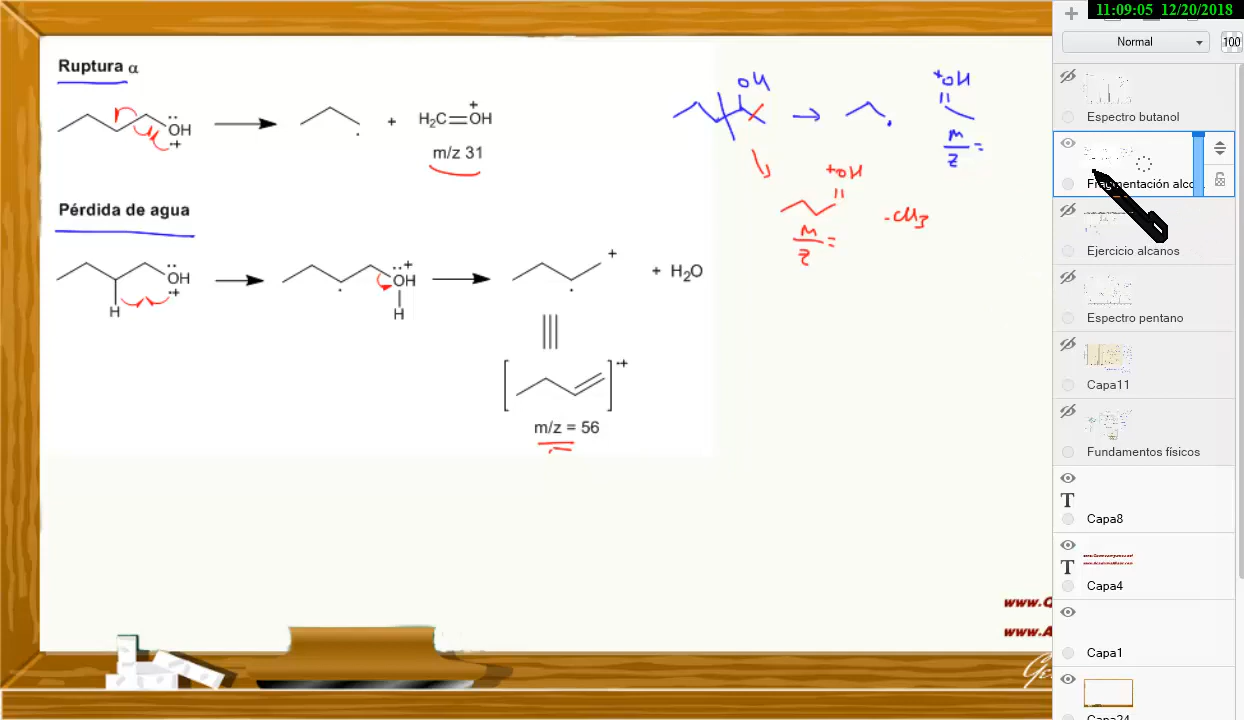 11:09:05 12/20/2018
Normal
100
Ruptura α
OH
+
H₂C=OH
+
m/z 31
OH
+OH
M/Z =
+OH
M/Z =
-CH₃
Pérdida de agua
OH
H
OH
+
H
+
+ H₂O
m/z = 56
Espectro butanol
Fragmentación alco
Ejercicio alcanos
Espectro pentano
Capa11
Fundamentos físicos
T
Capa8
T
Capa4
Capa1
www.
www.